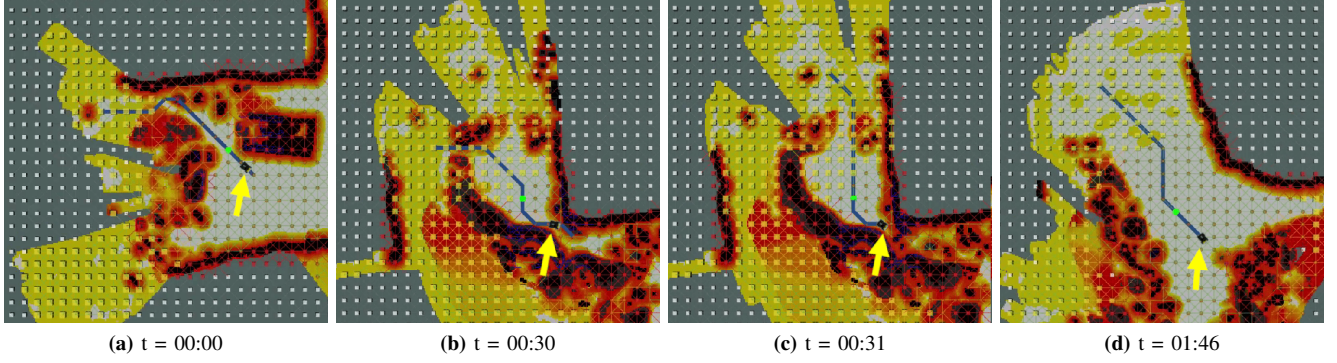 (a) t = 00:00
(b) t = 00:30
(c) t = 00:31
(d) t = 01:46